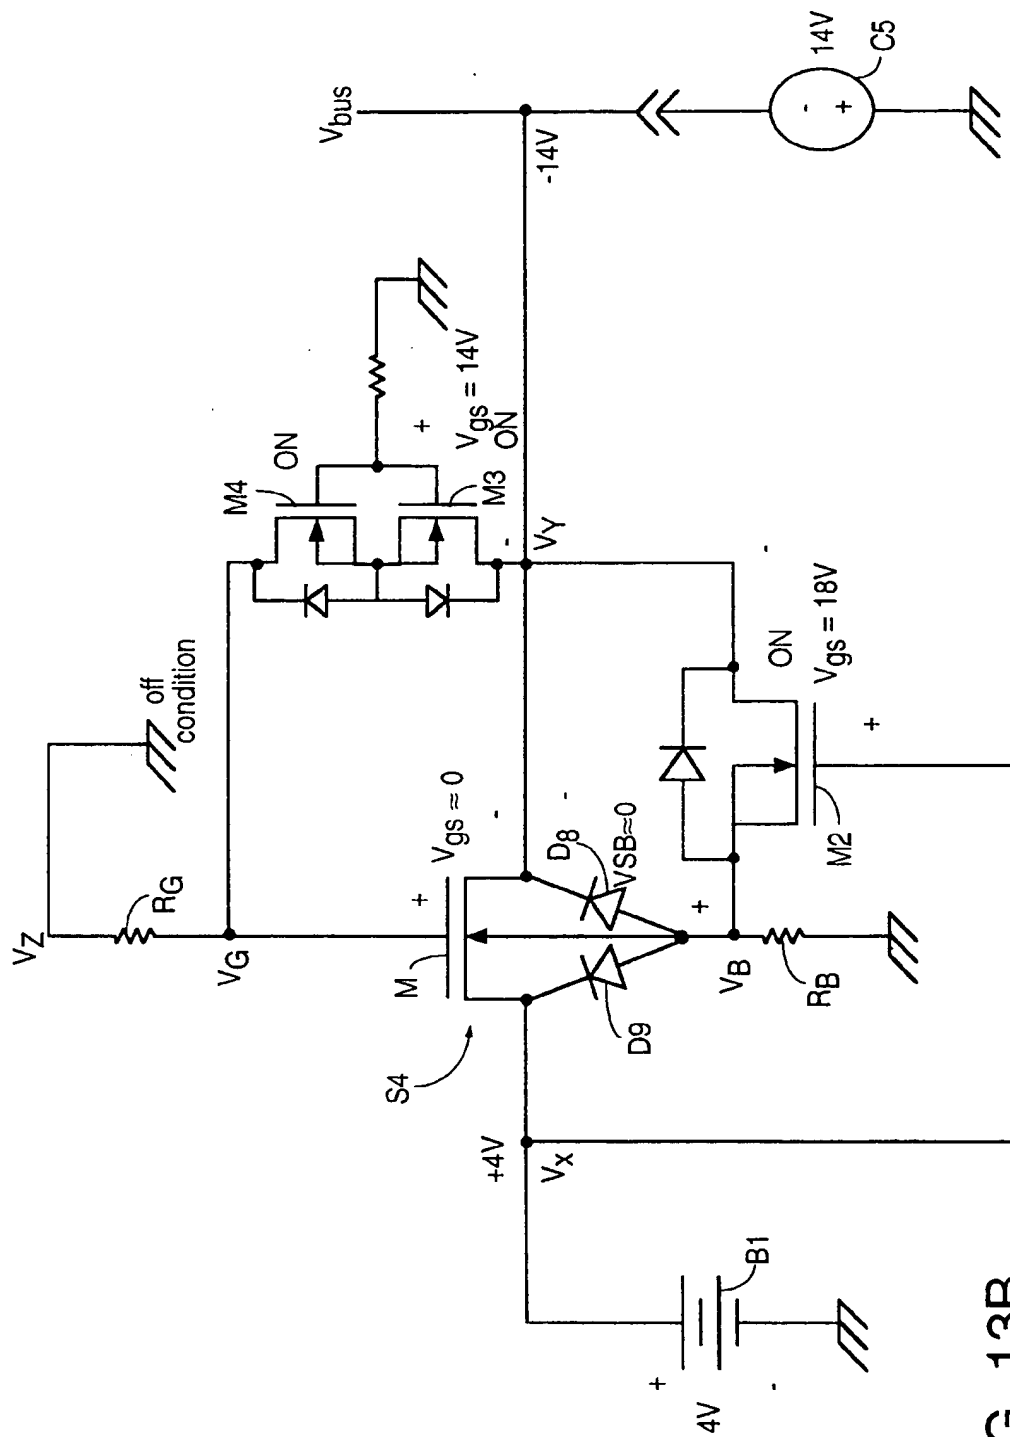 VZ
RG
VG
off
condition
M4
ON
M3
+
Vgs = 14V
ON
-
Vbus
-14V
14V
C5
-
+
M
+
Vgs ≈ 0
-
S4
VY
+4V
VX
D9
D8
VSB≈0
-
+
VB
RB
M2
ON
Vgs = 18V
+
-
B1
+
4V
-
13B